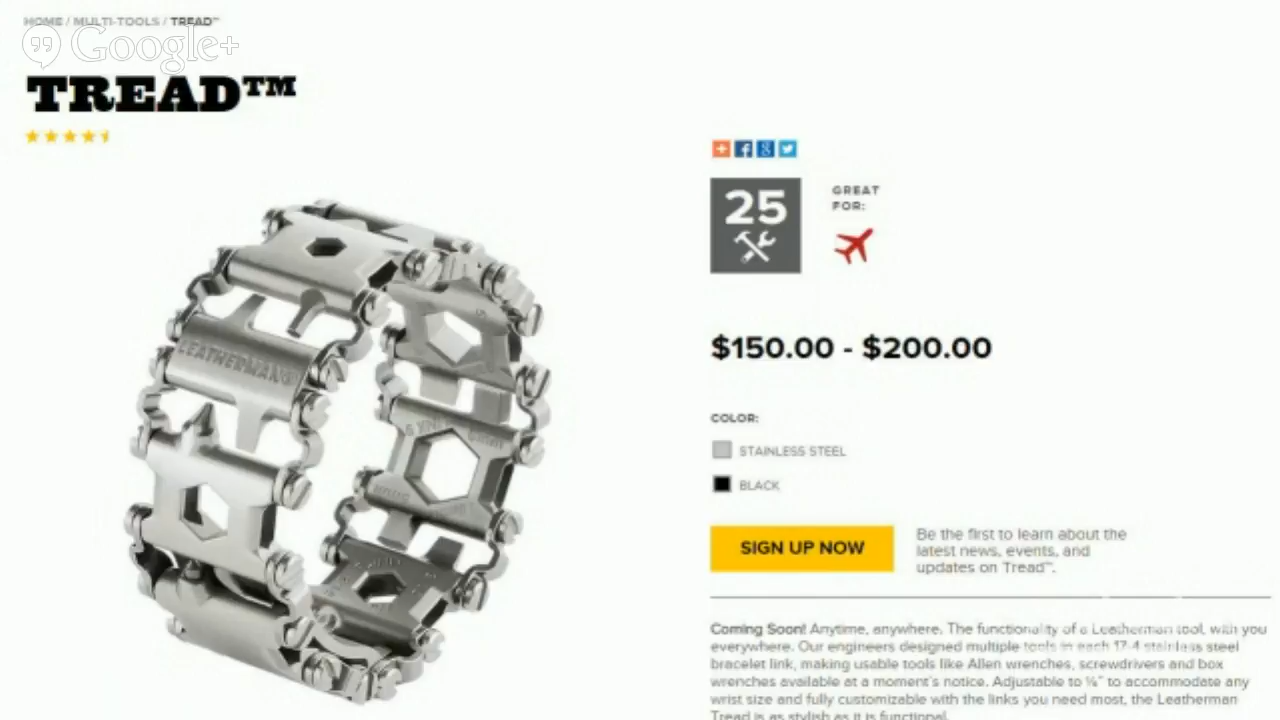 HOME / MULTI-TOOLS / TREAD™
Google+
TREAD™
25
GREAT
FOR:
LEATHERMAN
$150.00 - $200.00
COLOR:
STAINLESS STEEL
BLACK
SIGN UP NOW
Be the first to learn about the
latest news, events, and
updates on Tread™.
Coming Soon! Anytime, anywhere. The functionality of a Leatherman tool, with you
everywhere. Our engineers designed multiple tools in each 17-4 stainless steel
bracelet link, making usable tools like Allen wrenches, screwdrivers and box
wrenches available at a moment's notice. Adjustable to ¼" to accommodate any
wrist size and fully customizable with the links you need most, the Leatherman
Tread is as stylish as it is functional.